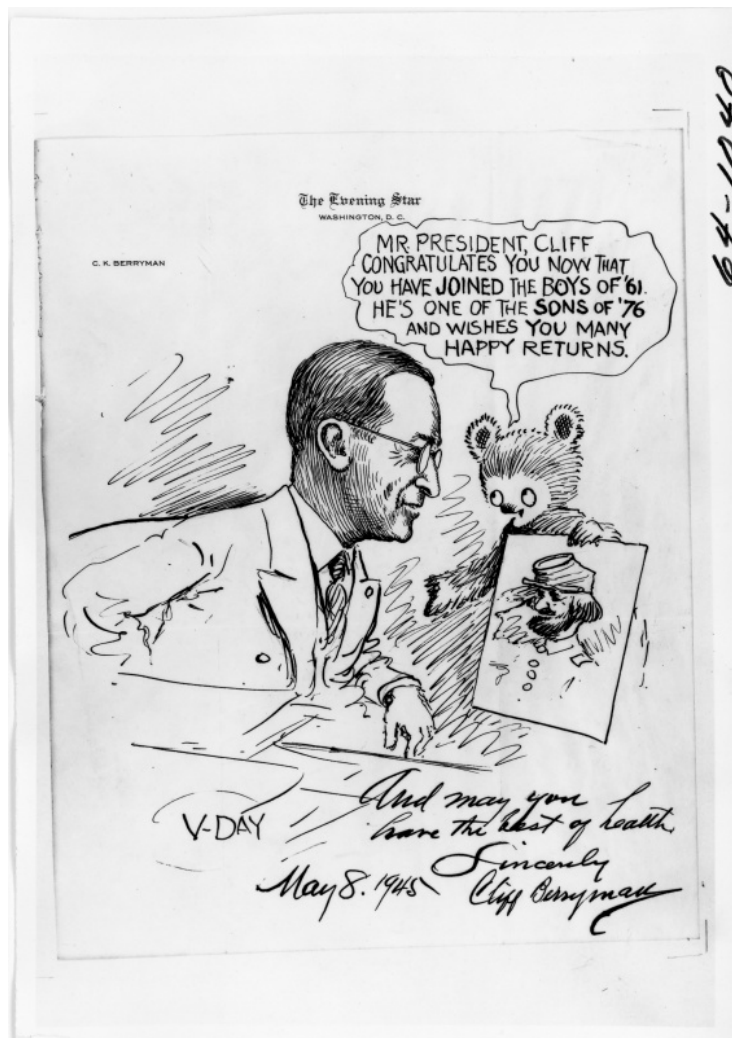 64-1040
The Evening Star
WASHINGTON, D. C.
C. K. BERRYMAN
MR. PRESIDENT, CLIFF
CONGRATULATES YOU NOW THAT
YOU HAVE JOINED THE BOYS OF '61.
HE'S ONE OF THE SONS OF '76
AND WISHES YOU MANY
HAPPY RETURNS.
V-DAY
And may you
have the best of health.
Sincerely
May 8. 1945 Cliff Berryman